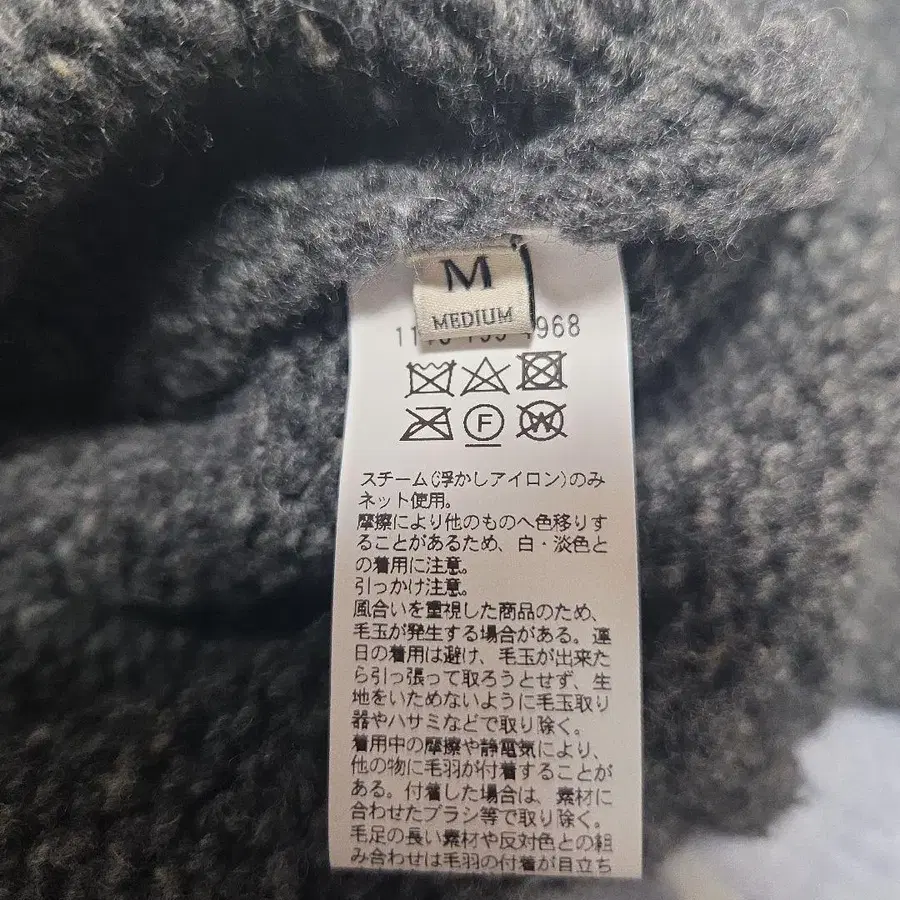 M
MEDIUM
968
F
W
スチーム(浮かしアイロン)のみ
ネット使用。
摩擦により他のものへ色移りす
ることがあるため、白・淡色と
の着用に注意。
引っかけ注意。
風合いを重視した商品のため、
毛玉が発生する場合がある。連
日の着用は避け、毛玉が出来た
ら引っ張って取ろうとせず、生
地をいためないように毛玉取り
器やハサミなどで取り除く。
着用中の摩擦や静電気により、
他の物に毛羽が付着することが
ある。付着した場合は、素材に
合わせたブラシ等で取り除く。
毛足の長い素材や反対色との組
み合わせは毛羽の付着が目立ち